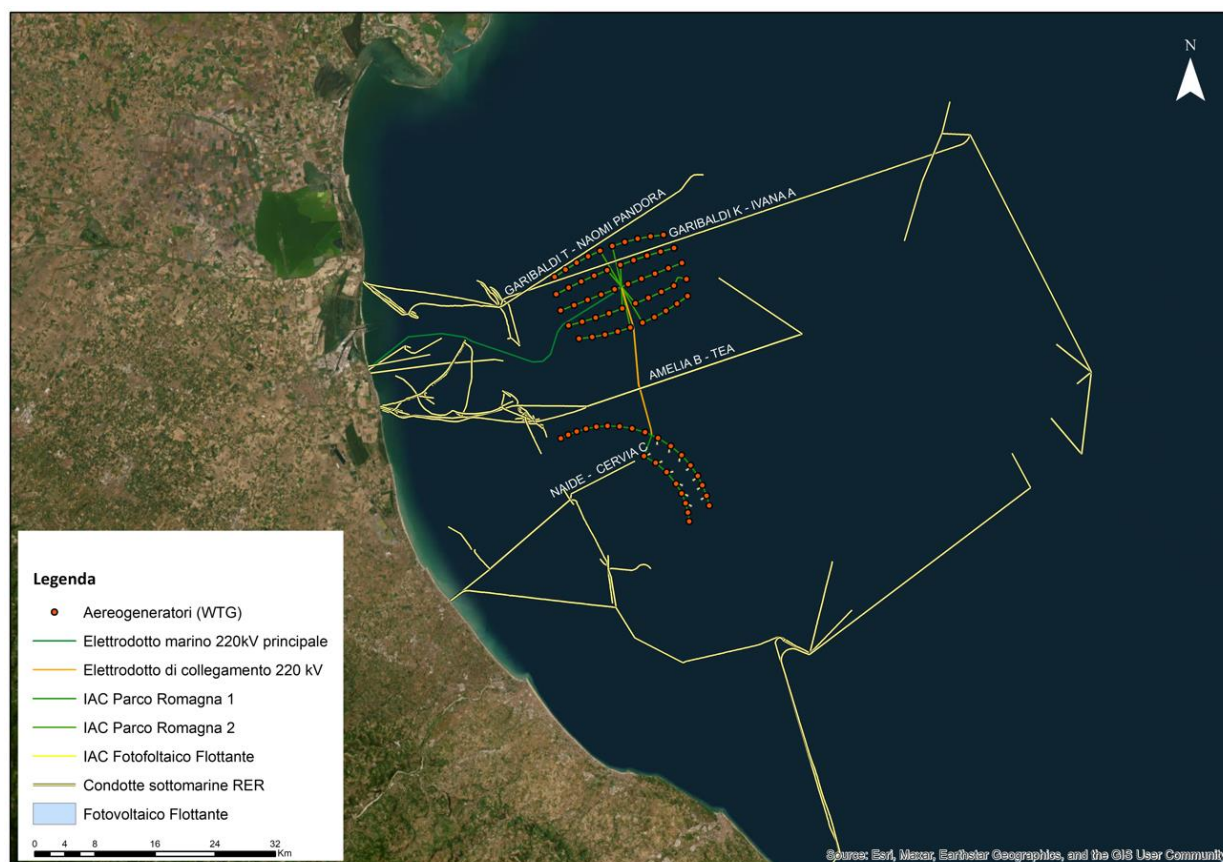 N
GARIBALDI T - NAOMI PANDORA
GARIBALDI K - IVANA A
AMELIA B - TEA
NAIDE - CERVIA C
Legenda
Aereogeneratori (WTG)
Elettrodotto marino 220kV principale
Elettrodotto di collegamento 220 kV
IAC Parco Romagna 1
IAC Parco Romagna 2
IAC Fotofoltaico Flottante
Condotte sottomarine RER
Fotovoltaico Flottante
0 2 4 8 16 24 32
Km
Source: Esri, Maxar, Earthstar Geographics, and the GIS User Community